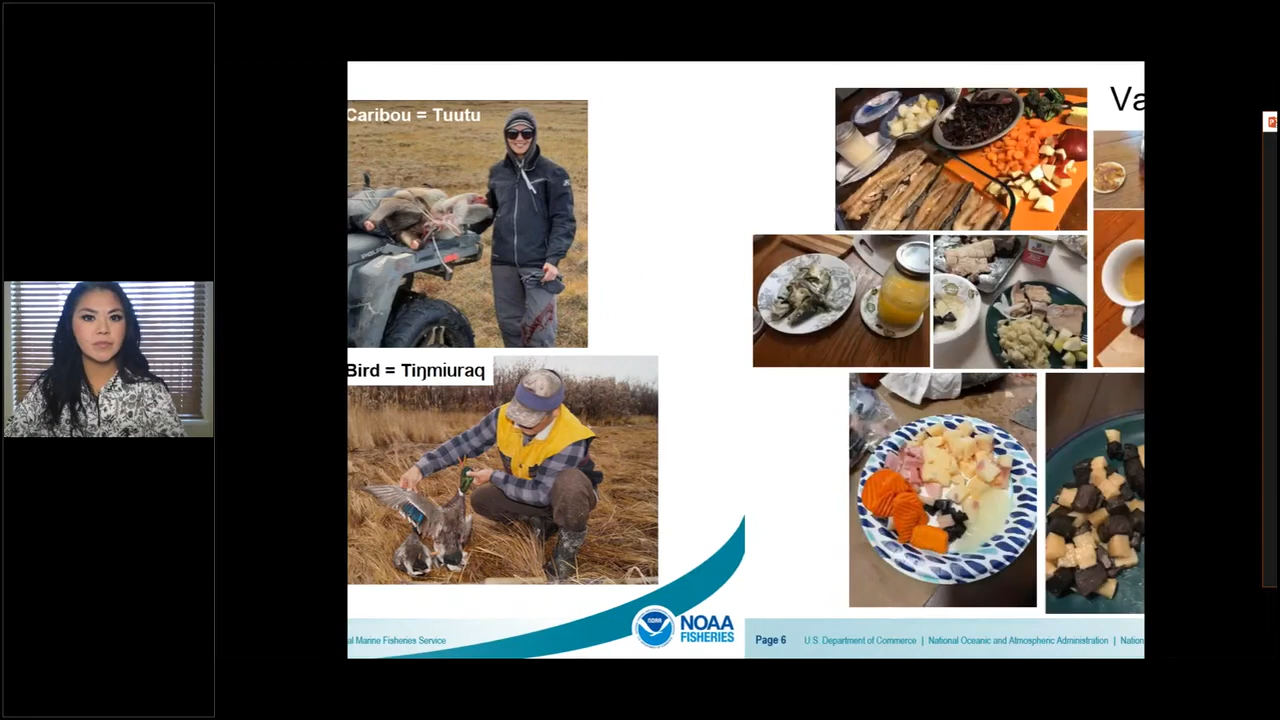 Caribou = Tuutu
Bird = Tiŋmiuraq
al Marine Fisheries Service
NOAA
NOAA
FISHERIES
Va
Page 6
U.S. Department of Commerce | National Oceanic and Atmospheric Administration | Nation